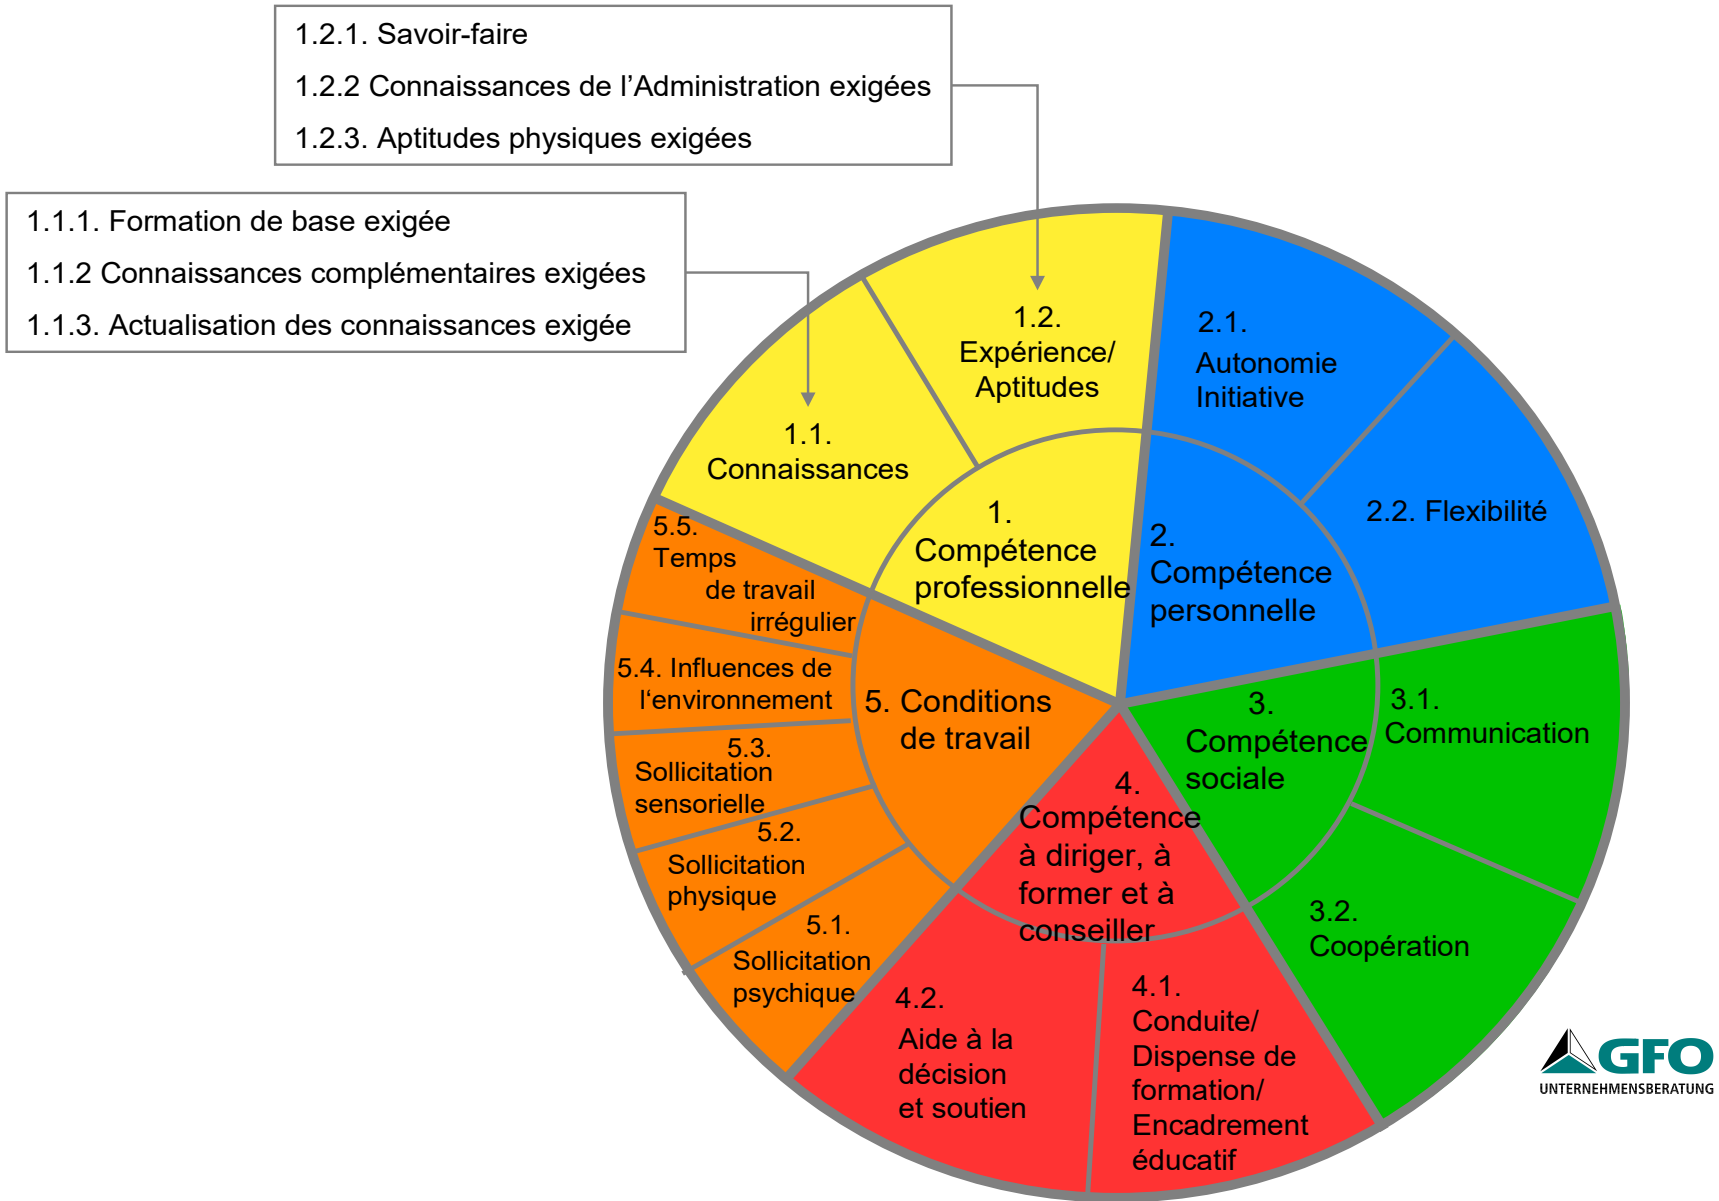 1.2.1. Savoir-faire
1.2.2 Connaissances de l’Administration exigées
1.2.3. Aptitudes physiques exigées
1.1.1. Formation de base exigée
1.1.2 Connaissances complémentaires exigées
1.1.3. Actualisation des connaissances exigée
1.2.
Expérience/
Aptitudes
1.1.
Connaissances
2.1.
Autonomie
Initiative
2.2. Flexibilité
1.
Compétence
professionnelle
2.
Compétence
personnelle
3.
Compétence
sociale
3.1.
Communication
3.2.
Coopération
4.
Compétence
à diriger, à
former et à
conseiller
4.1.
Conduite/
Dispense de
formation/
Encadrement
éducatif
4.2.
Aide à la
décision
et soutien
5. Conditions
de travail
5.5.
Temps
de travail
irrégulier
5.4. Influences de
l‘environnement
5.3.
Sollicitation
sensorielle
5.2.
Sollicitation
physique
5.1.
Sollicitation
psychique
GFO
UNTERNEHMENSBERATUNG